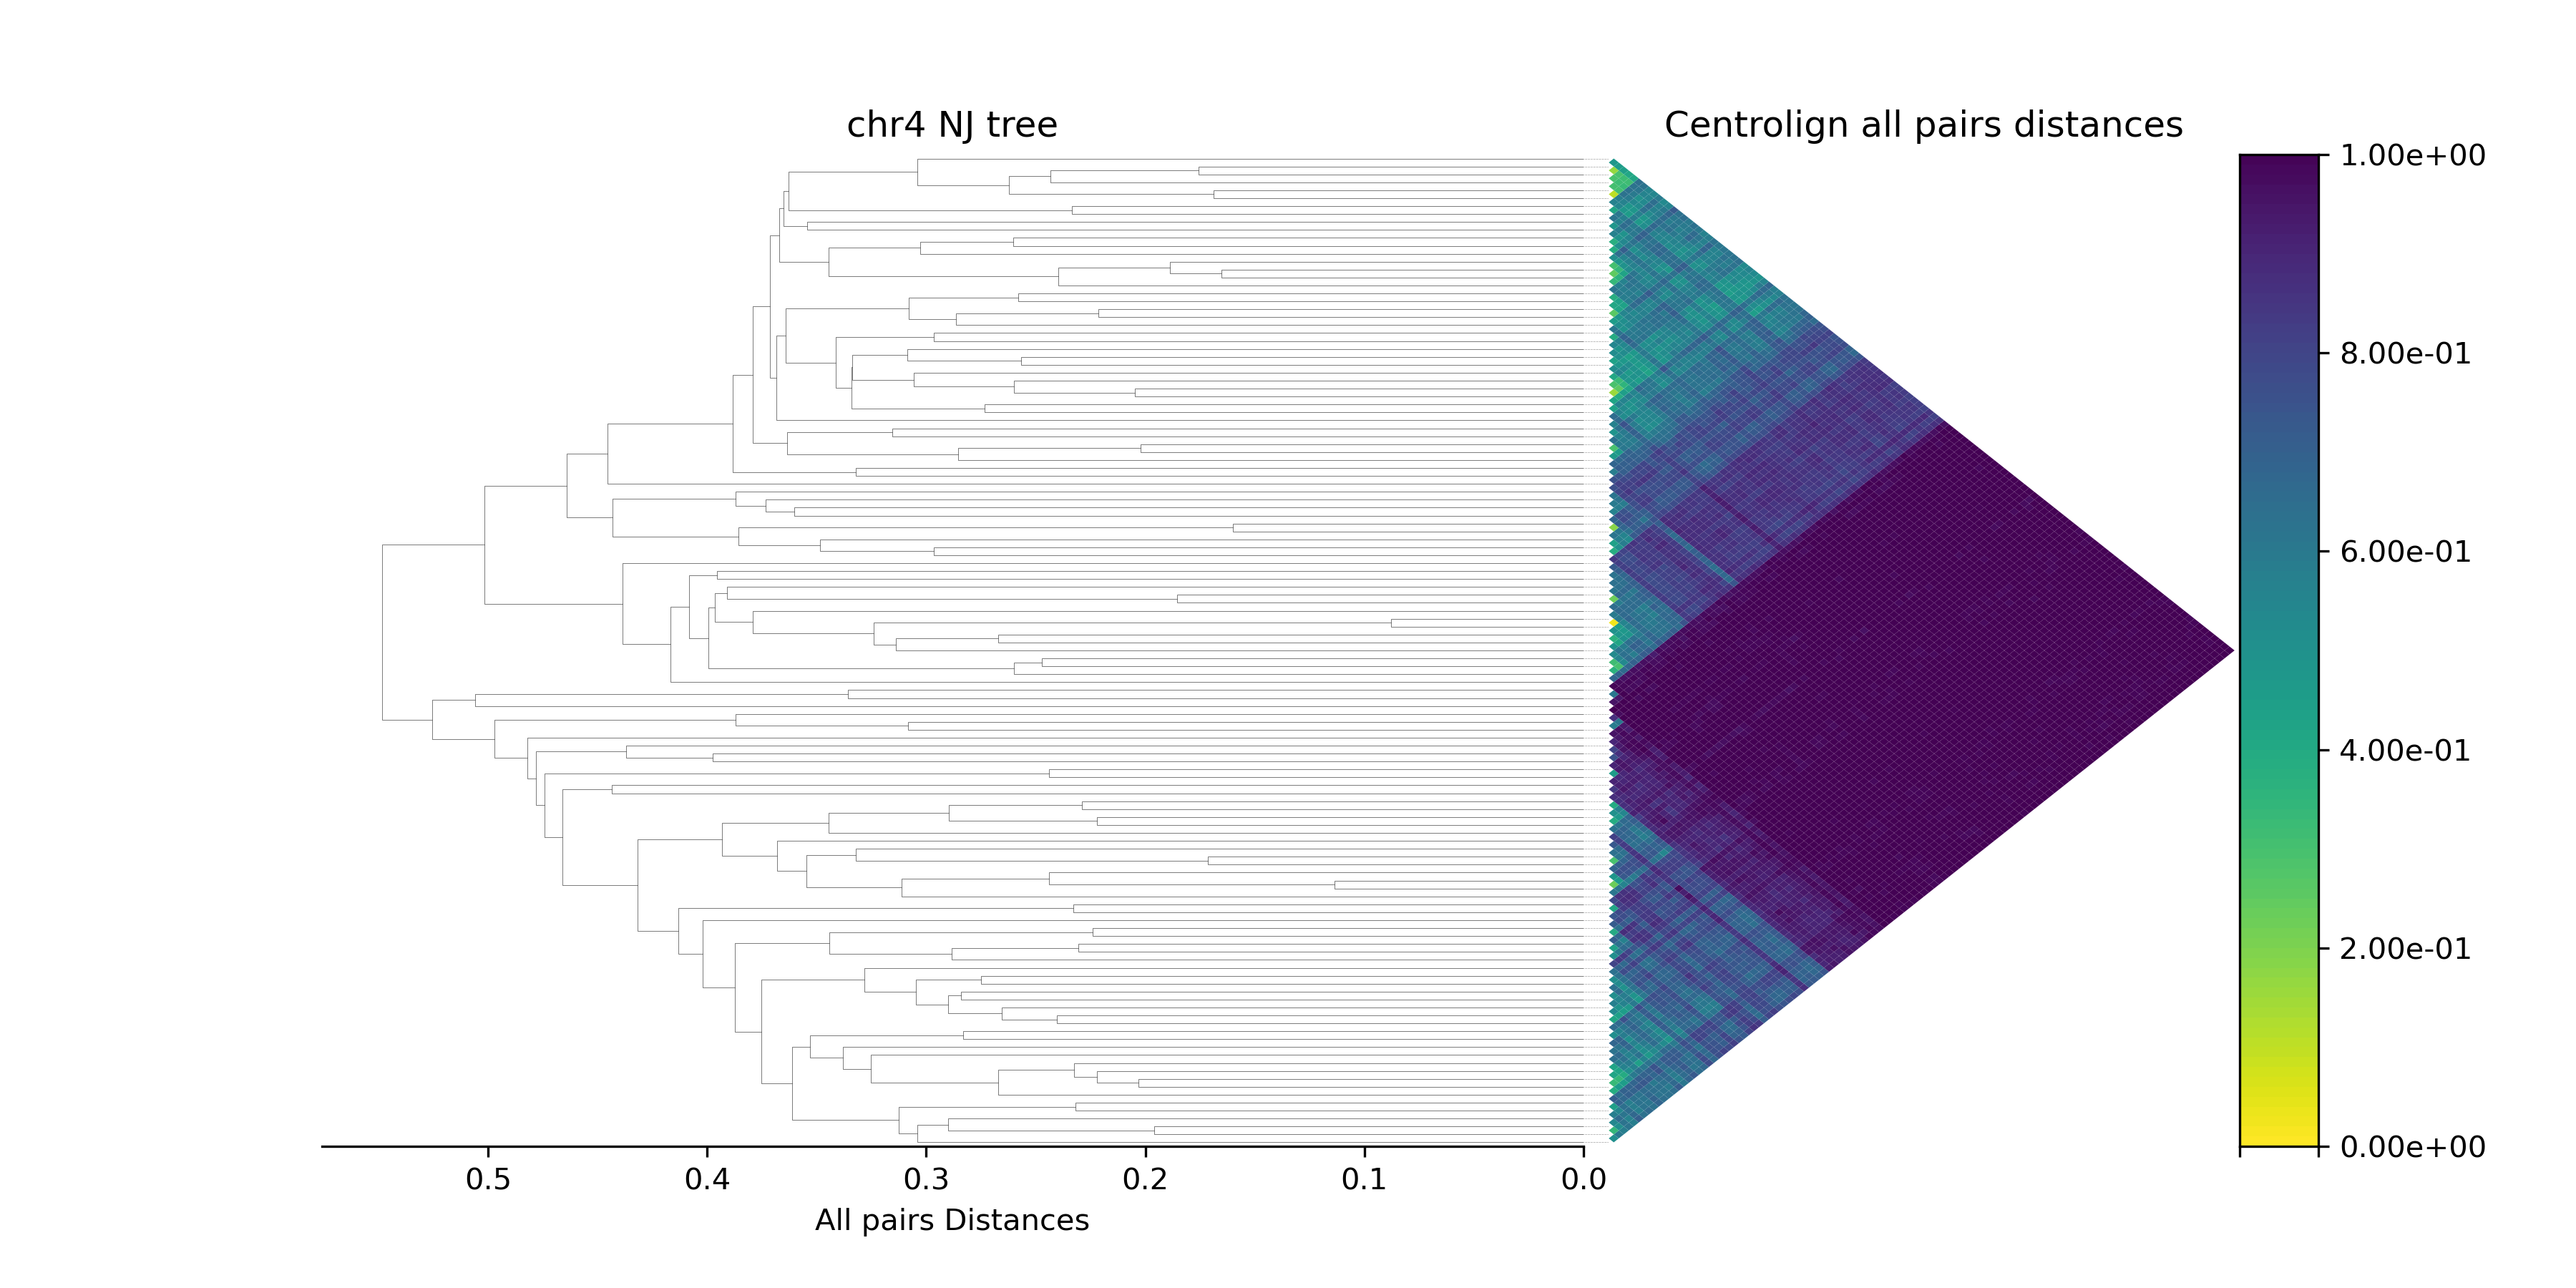 chr4 NJ tree
Centrolign all pairs distances
1.00e+00
8.00e-01
6.00e-01
4.00e-01
2.00e-01
0.00e+00
0.5 0.4 0.3 0.2 0.1 0.0
All pairs Distances